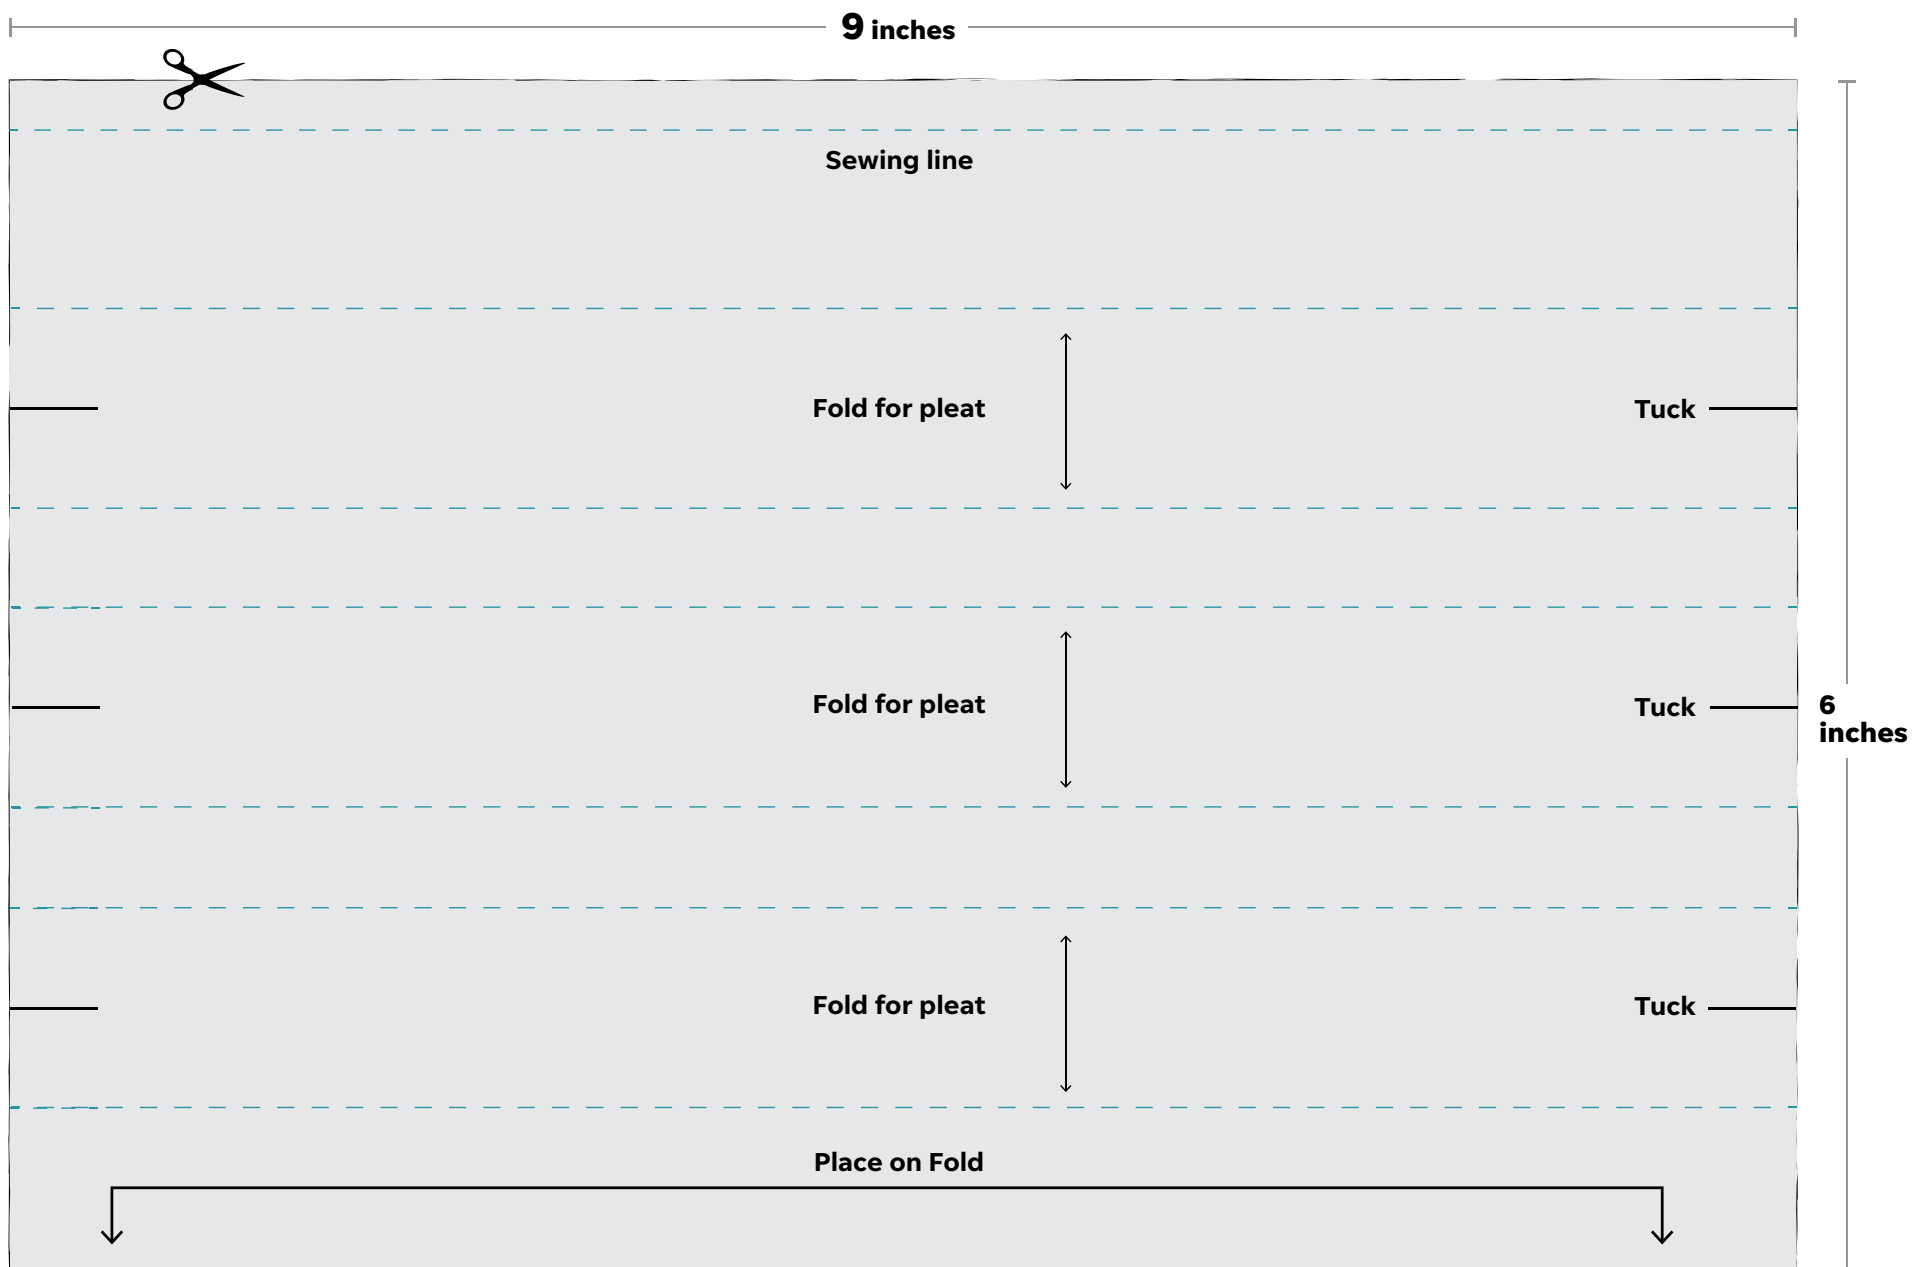 9 inches
Sewing line
Fold for pleat
Tuck
Fold for pleat
Tuck
6
inches
Fold for pleat
Tuck
Place on Fold